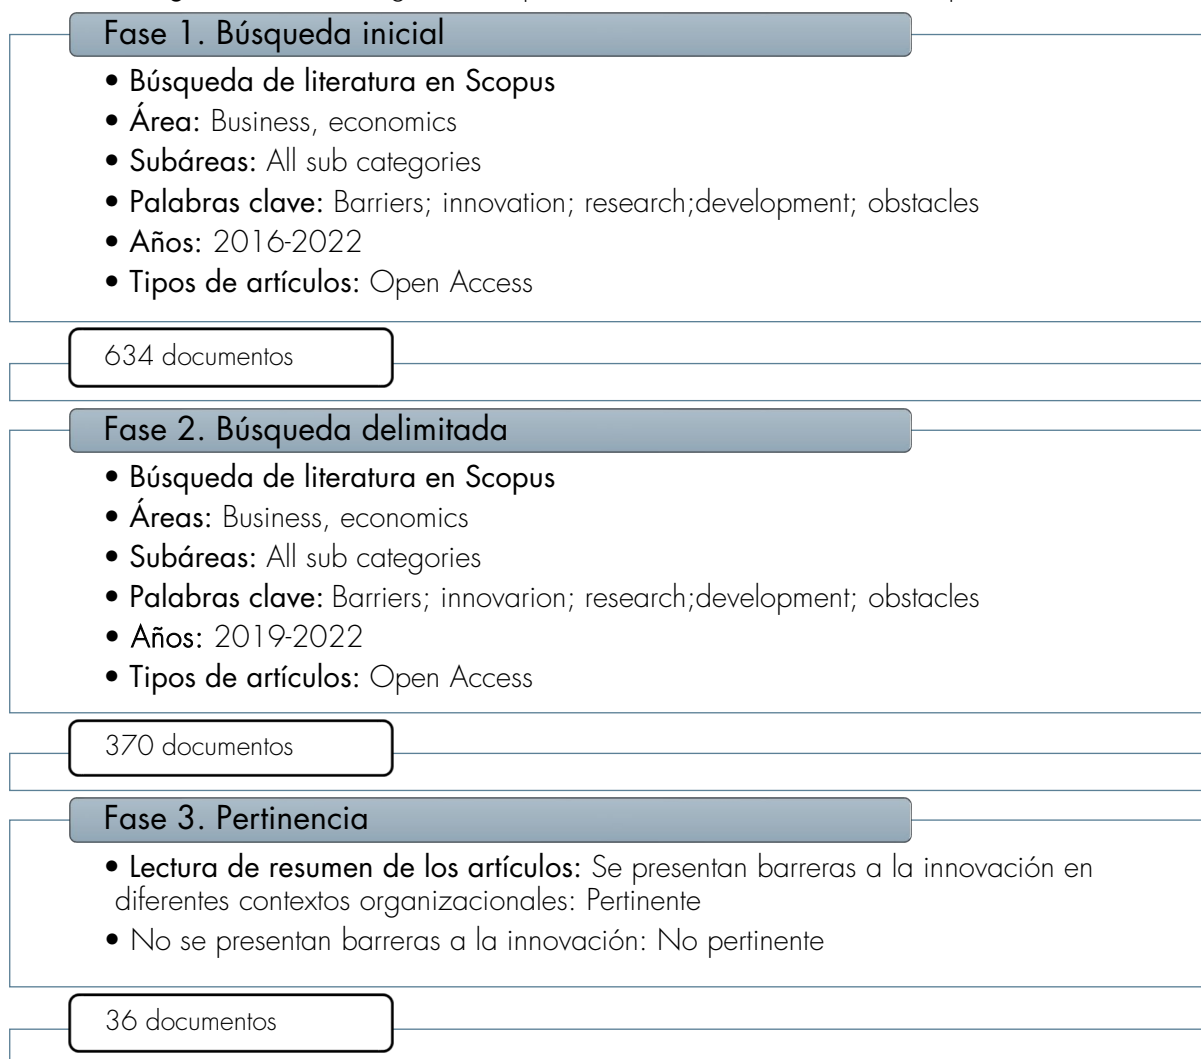 Fase 1. Búsqueda inicial
• Búsqueda de literatura en Scopus
• Área: Business, economics
• Subáreas: All sub categories
• Palabras clave: Barriers; innovation; research;development; obstacles
• Años: 2016-2022
• Tipos de artículos: Open Access
634 documentos
Fase 2. Búsqueda delimitada
• Búsqueda de literatura en Scopus
• Áreas: Business, economics
• Subáreas: All sub categories
• Palabras clave: Barriers; innovarion; research;development; obstacles
• Años: 2019-2022
• Tipos de artículos: Open Access
370 documentos
Fase 3. Pertinencia
• Lectura de resumen de los artículos: Se presentan barreras a la innovación en
diferentes contextos organizacionales: Pertinente
• No se presentan barreras a la innovación: No pertinente
36 documentos